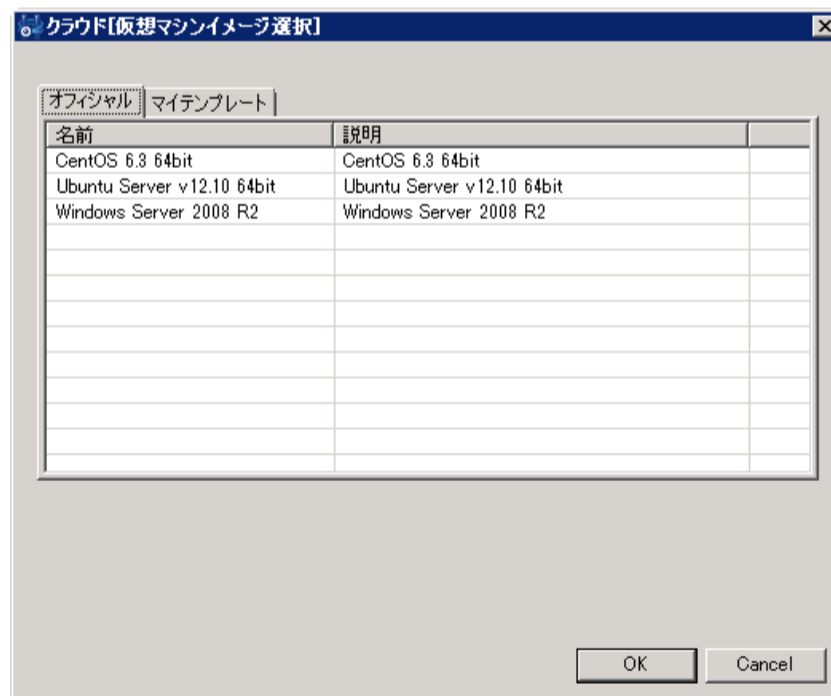 クラウド[仮想マシンイメージ選択]
オフィシャル マイテンプレート
名前 説明
CentOS 6.3 64bit CentOS 6.3 64bit
Ubuntu Server v12.10 64bit Ubuntu Server v12.10 64bit
Windows Server 2008 R2 Windows Server 2008 R2
OK Cancel